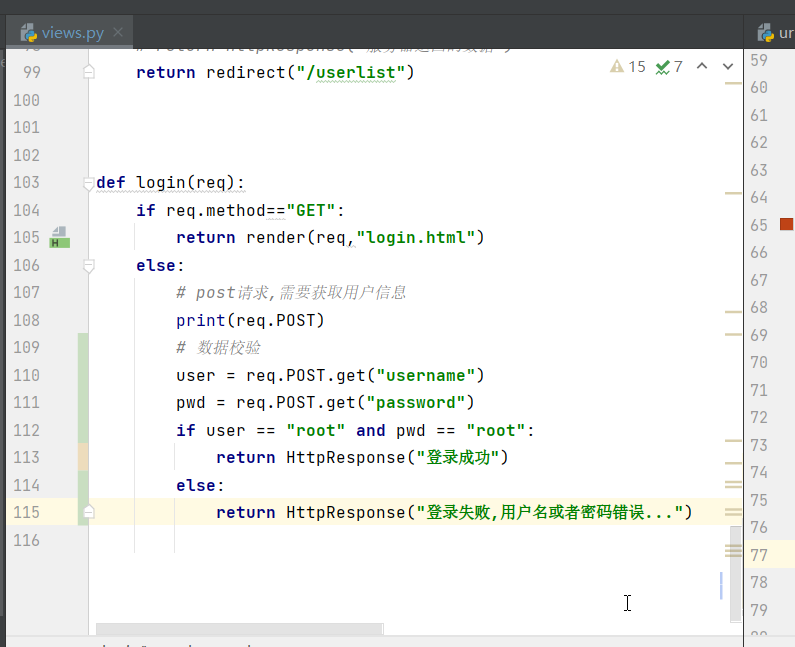 views.py
ur
99 return redirect("/userlist")
15 7
100
101
102
103 def login(req):
104 if req.method=="GET":
105 return render(req,"login.html")
106 else:
107 # post请求,需要获取用户信息
108 print(req.POST)
109 # 数据校验
110 user = req.POST.get("username")
111 pwd = req.POST.get("password")
112 if user == "root" and pwd == "root":
113 return HttpResponse("登录成功")
114 else:
115 return HttpResponse("登录失败,用户名或者密码错误...")
116
59
60
61
62
63
64
65
66
67
68
69
70
71
72
73
74
75
76
77
78
79